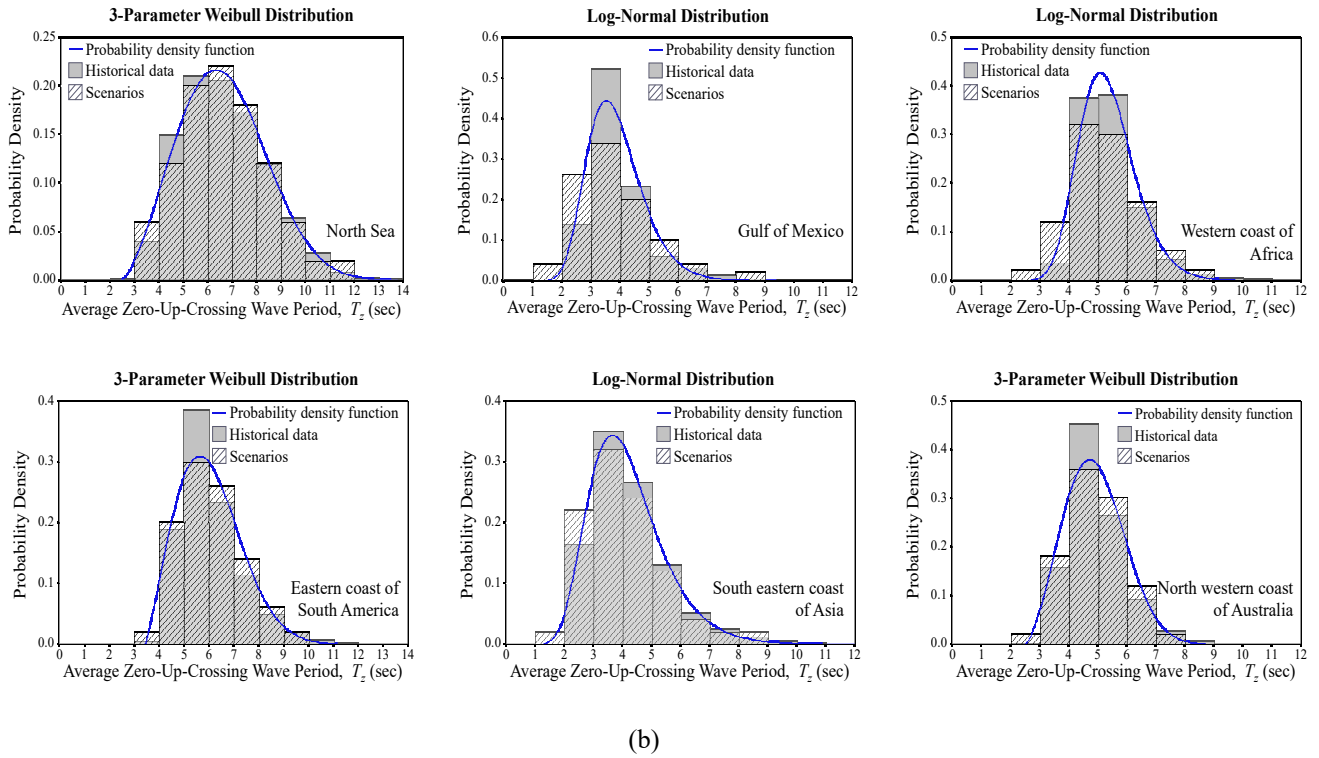 3-Parameter Weibull Distribution
Probability Density
0.25
0.20
0.15
0.10
0.05
0.00
Probability density function
Historical data
Scenarios
North Sea
0 1 2 3 4 5 6 7 8 9 10 11 12 13 14
Average Zero-Up-Crossing Wave Period, Tz (sec)
Log-Normal Distribution
Probability Density
0.6
0.5
0.4
0.3
0.2
0.1
0.0
Probability density function
Historical data
Scenarios
Gulf of Mexico
0 1 2 3 4 5 6 7 8 9 10 11 12
Average Zero-Up-Crossing Wave Period, Tz (sec)
Log-Normal Distribution
Probability Density
0.5
0.4
0.3
0.2
0.1
0.0
Probability density function
Historical data
Scenarios
Western coast of
Africa
0 1 2 3 4 5 6 7 8 9 10 11 12
Average Zero-Up-Crossing Wave Period, Tz (sec)
3-Parameter Weibull Distribution
Probability Density
0.4
0.3
0.2
0.1
0.0
Probability density function
Historical data
Scenarios
Eastern coast of
South America
0 1 2 3 4 5 6 7 8 9 10 11 12 13 14
Average Zero-Up-Crossing Wave Period, Tz (sec)
Log-Normal Distribution
Probability Density
0.4
0.3
0.2
0.1
0.0
Probability density function
Historical data
Scenarios
South eastern coast
of Asia
0 1 2 3 4 5 6 7 8 9 10 11 12
Average Zero-Up-Crossing Wave Period, Tz (sec)
3-Parameter Weibull Distribution
Probability Density
0.5
0.4
0.3
0.2
0.1
0.0
Probability density function
Historical data
Scenarios
North western coast
of Australia
0 1 2 3 4 5 6 7 8 9 10 11 12
Average Zero-Up-Crossing Wave Period, Tz (sec)
(b)